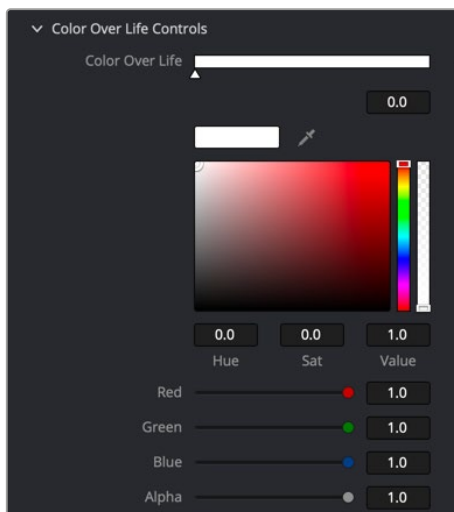 Color Over Life Controls
Color Over Life
0.0
0.0 0.0 1.0
Hue Sat Value
Red 1.0
Green 1.0
Blue 1.0
Alpha 1.0